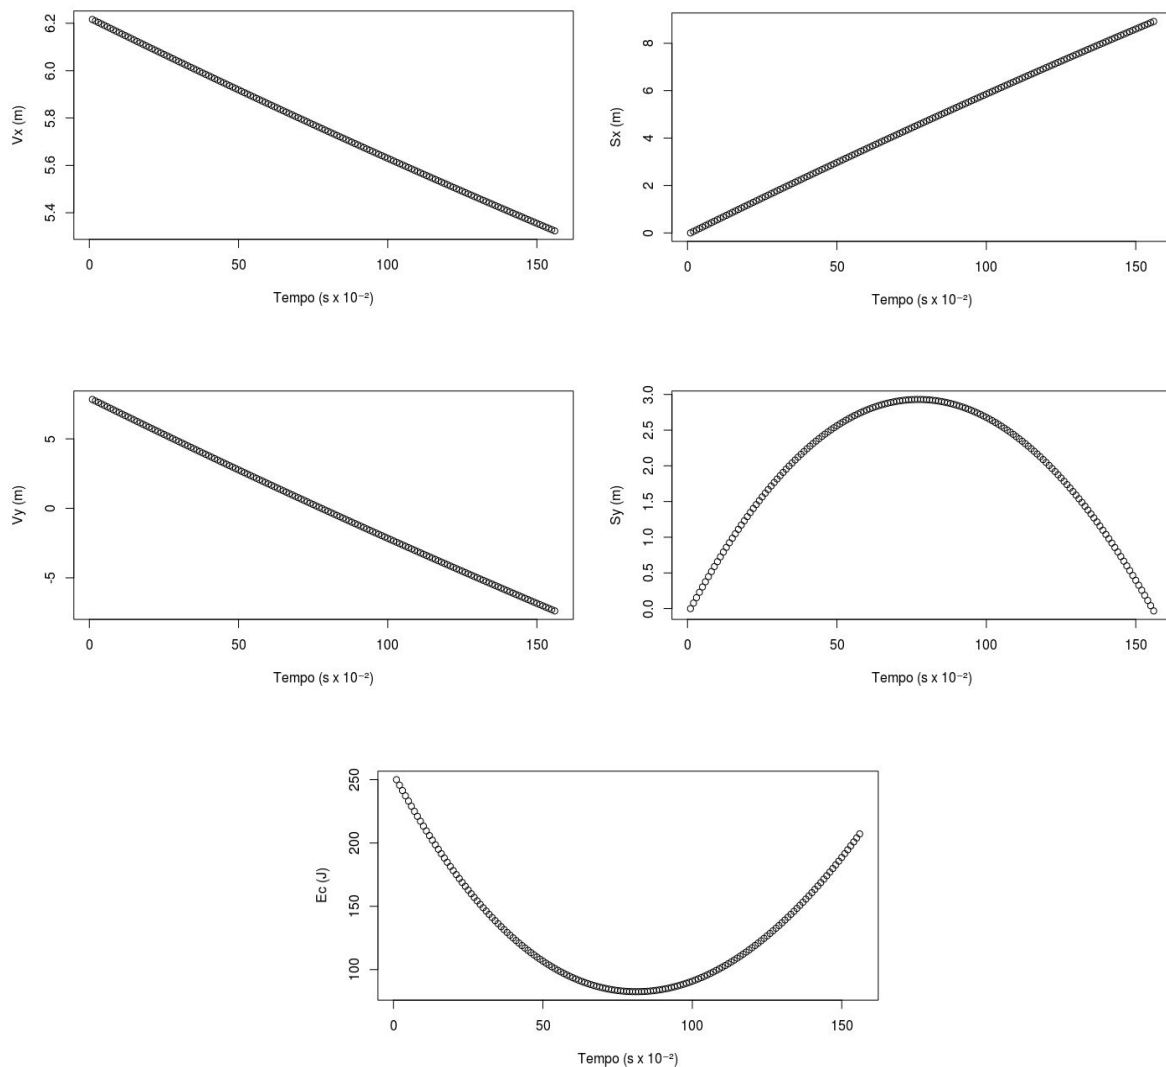 Vx (m)
6.2
6.0
5.8
5.6
5.4
0 50 100 150
Tempo (s x 10⁻²)
Sx (m)
8
6
4
2
0
0 50 100 150
Tempo (s x 10⁻²)
Vy (m)
5
0
-5
0 50 100 150
Tempo (s x 10⁻²)
Sy (m)
3.0
2.5
2.0
1.5
1.0
0.5
0.0
0 50 100 150
Tempo (s x 10⁻²)
Ec (J)
250
200
150
100
0 50 100 150
Tempo (s x 10⁻²)